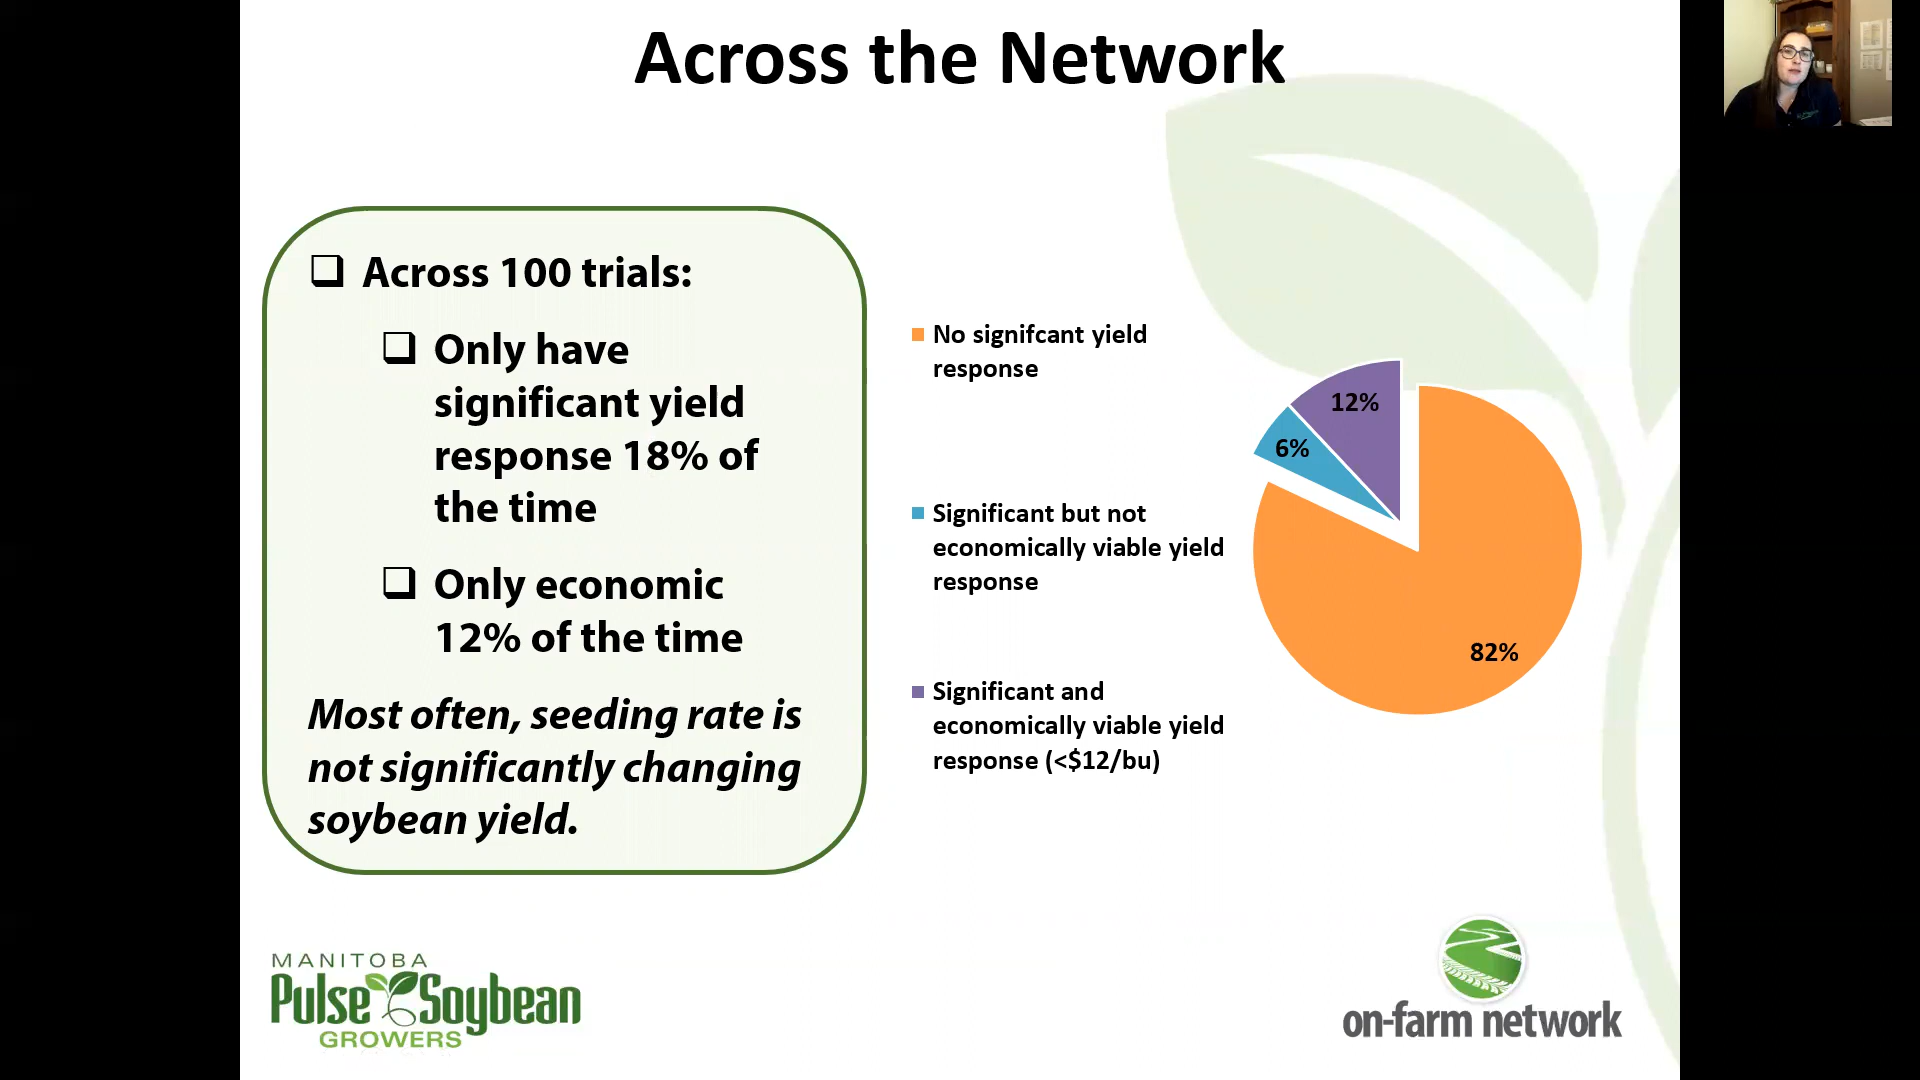 Across the Network
Across 100 trials:
Only have
significant yield
response 18% of
the time
Only economic
12% of the time
Most often, seeding rate is
not significantly changing
soybean yield.
No signifcant yield
response
Significant but not
economically viable yield
response
Significant and
economically viable yield
response (<$12/bu)
12%
6%
82%
MANITOBA
Pulse Soybean
GROWERS
on-farm network